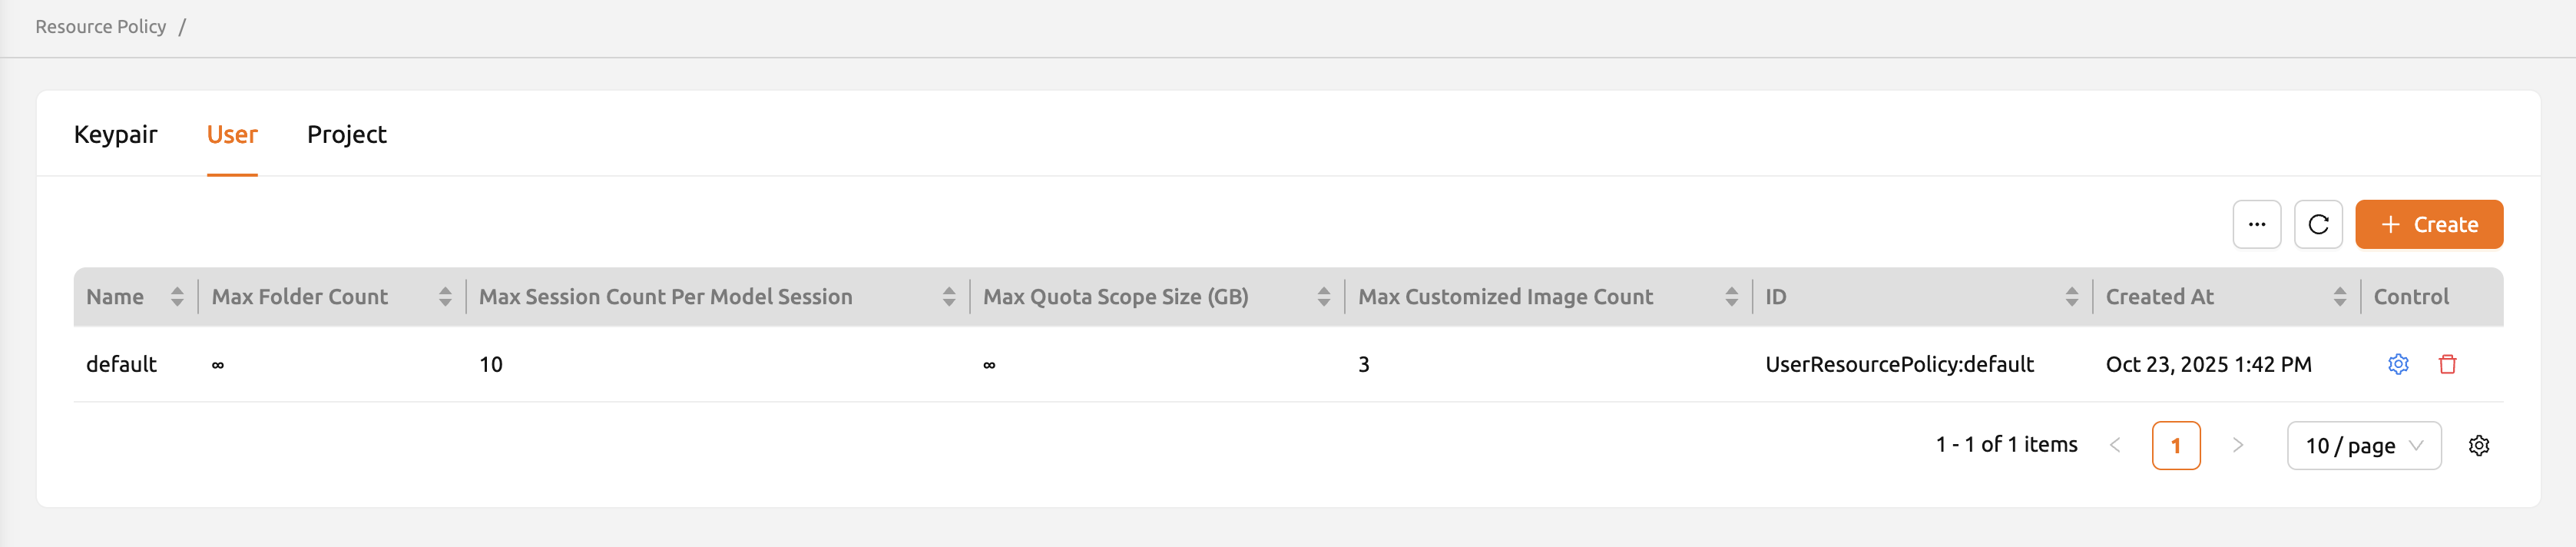 Resource Policy /
Keypair User Project
··· + Create
Name Max Folder Count Max Session Count Per Model Session Max Quota Scope Size (GB) Max Customized Image Count ID Created At Control
default ∞ 10 ∞ 3 UserResourcePolicy:default Oct 23, 2025 1:42 PM
1 - 1 of 1 items < 1 > 10 / page